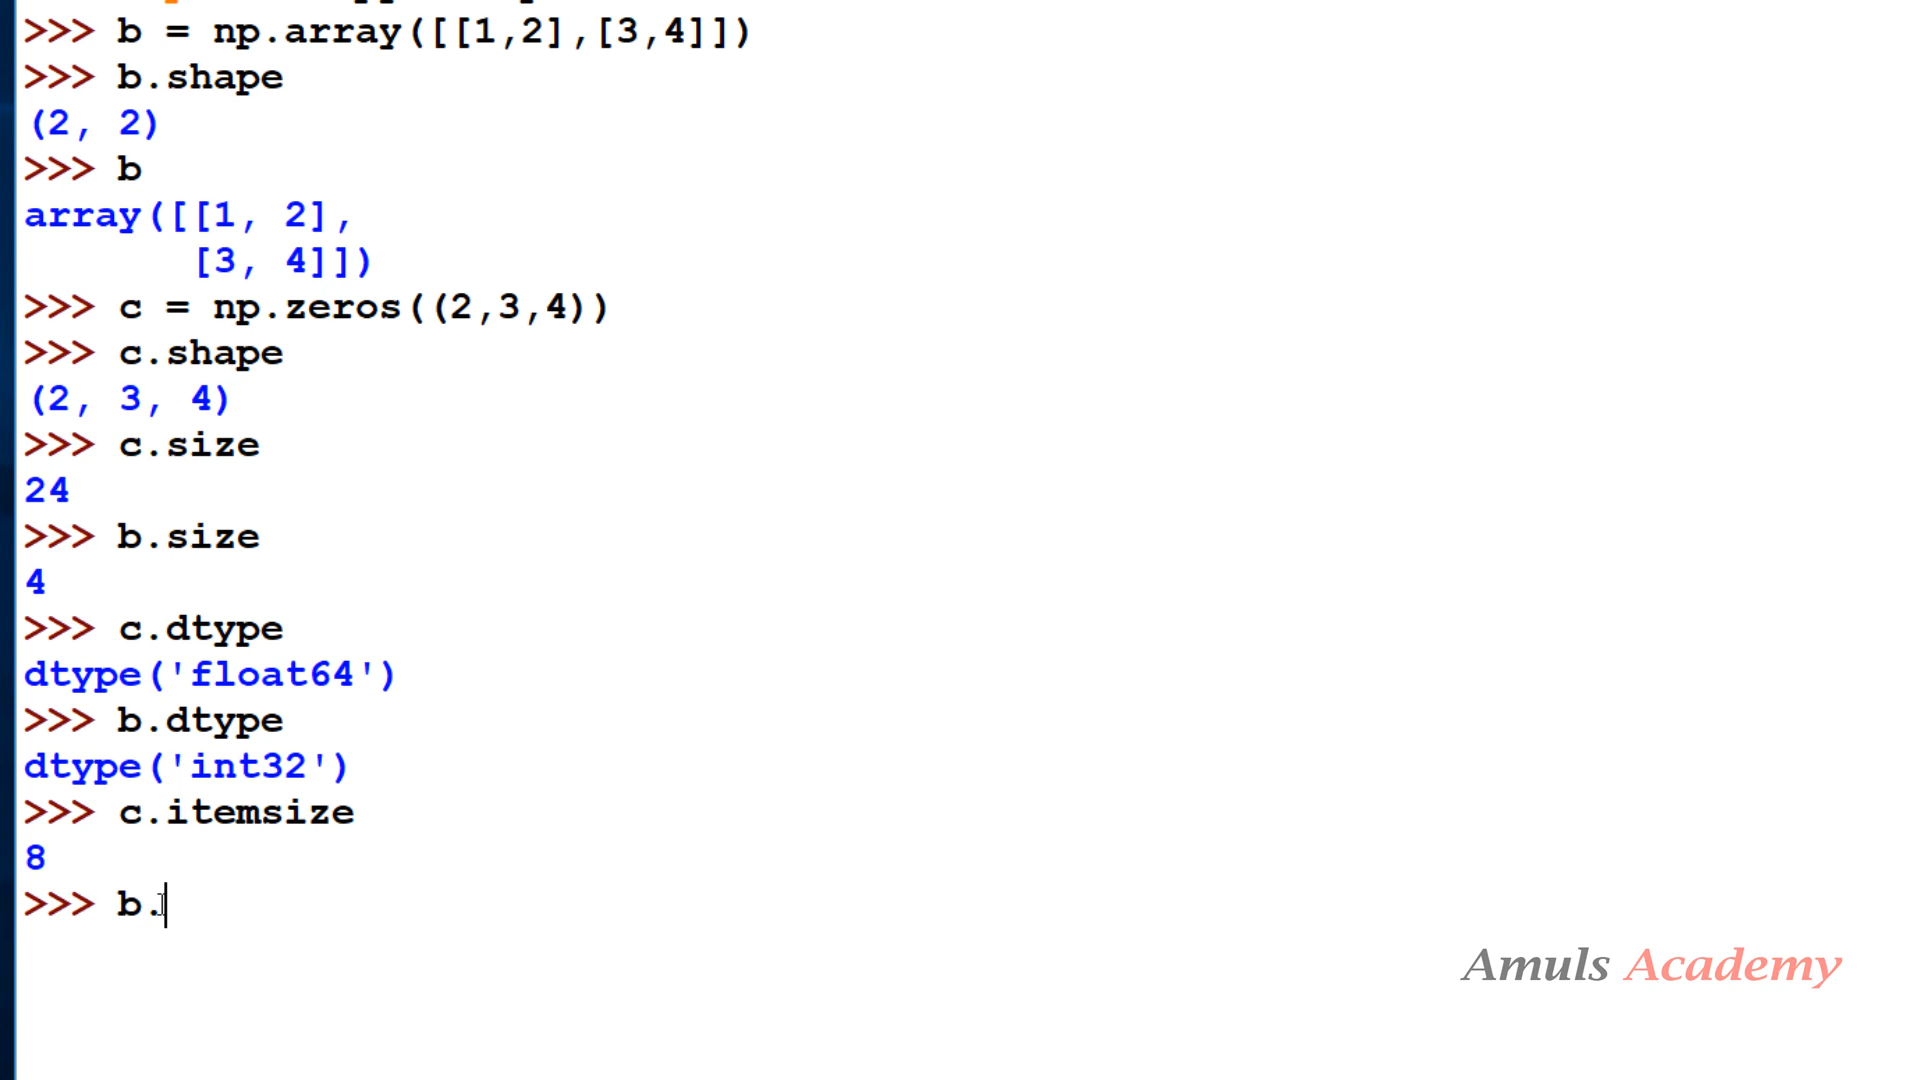 >>> b = np.array([[1,2],[3,4]])
>>> b.shape
(2, 2)
>>> b
array([[1, 2],
       [3, 4]])
>>> c = np.zeros((2,3,4))
>>> c.shape
(2, 3, 4)
>>> c.size
24
>>> b.size
4
>>> c.dtype
dtype('float64')
>>> b.dtype
dtype('int32')
>>> c.itemsize
8
>>> b.
Amuls Academy